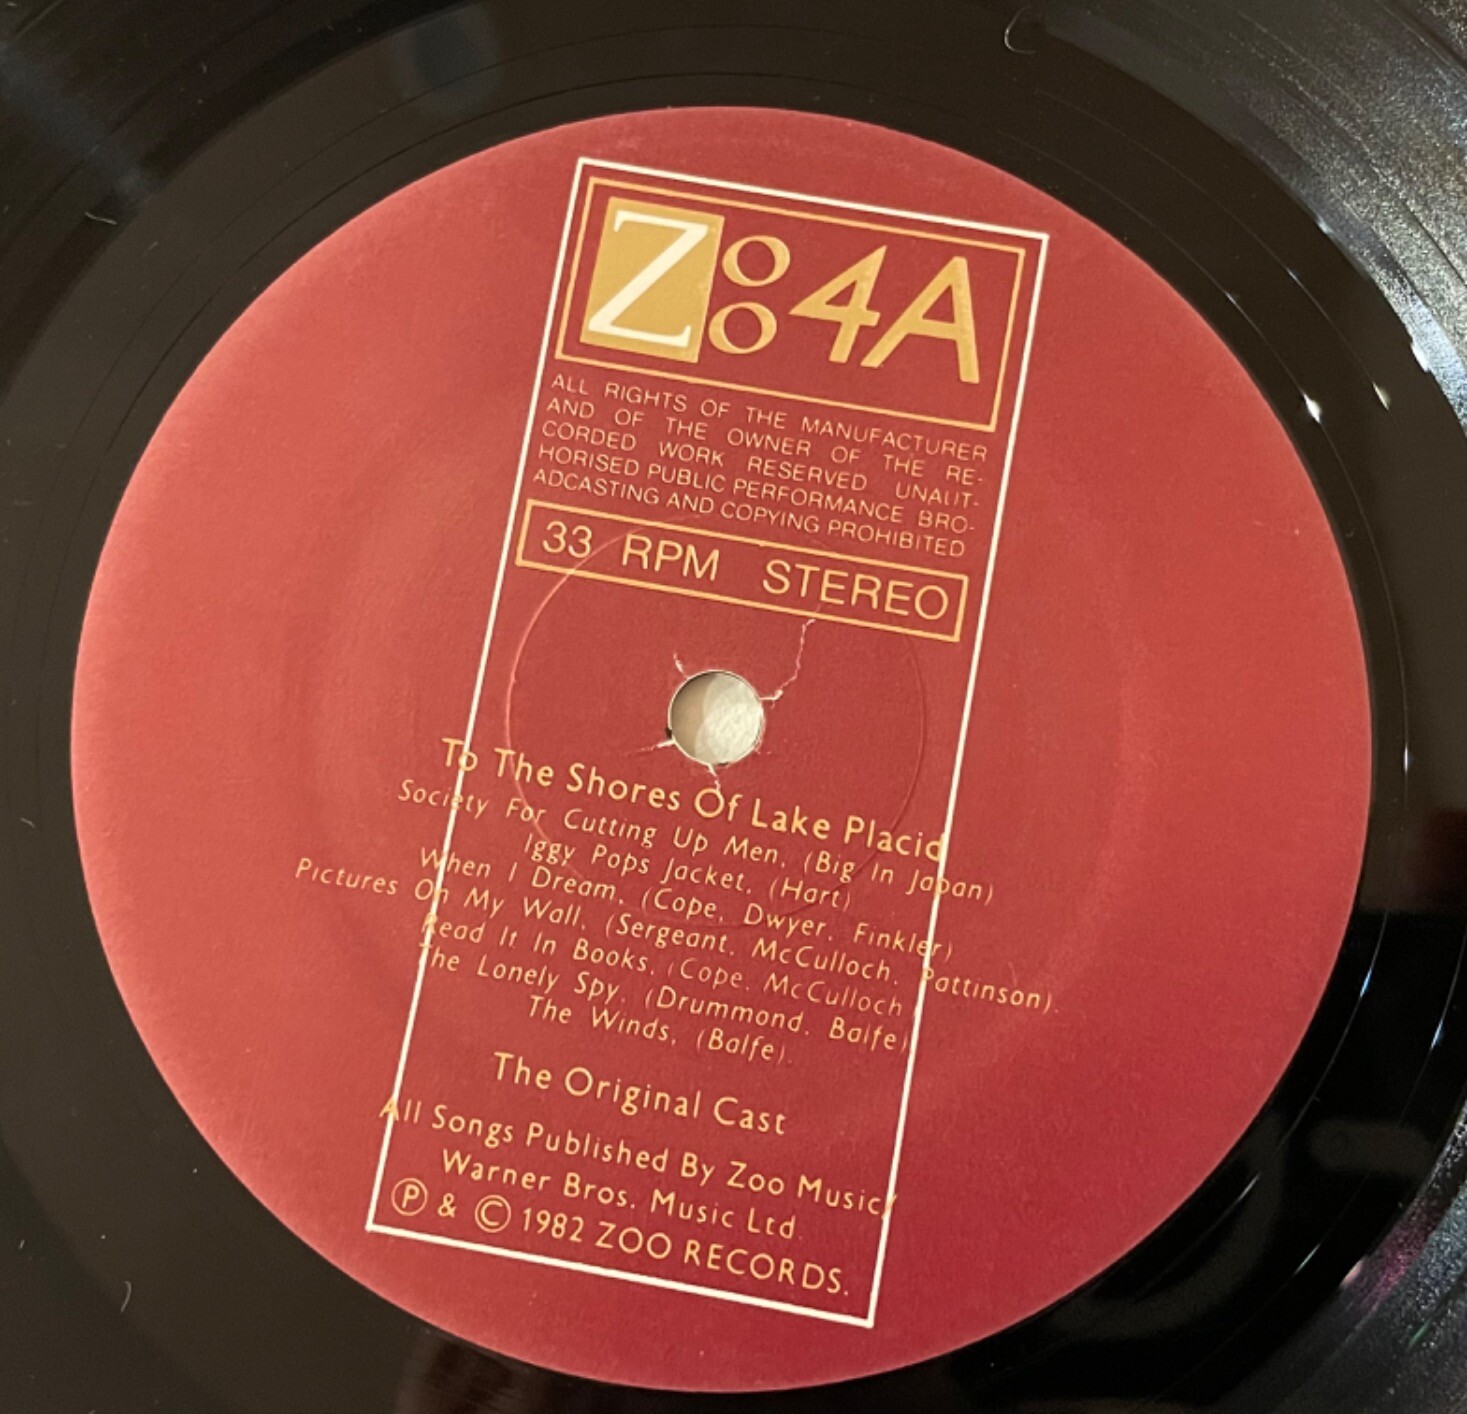 Zoo 4A
ALL RIGHTS OF THE MANUFACTURER
AND OF THE OWNER OF THE RE-
CORDED WORK RESERVED UNAUT-
HORISED PUBLIC PERFORMANCE BRO-
ADCASTING AND COPYING PROHIBITED
33 RPM STEREO
To The Shores Of Lake Placid
Society For Cutting Up Men, (Big In Japan)
Iggy Pops Jacket, (Hart)
When I Dream, (Cope, Dwyer, Finkler)
Pictures On My Wall, (Sergeant, McCulloch, Pattinson).
Read It In Books, (Cope, McCulloch)
The Lonely Spy, (Drummond, Balfe)
The Winds, (Balfe).
The Original Cast
All Songs Published By Zoo Music/
Warner Bros. Music Ltd.
Ⓟ & © 1982 ZOO RECORDS.